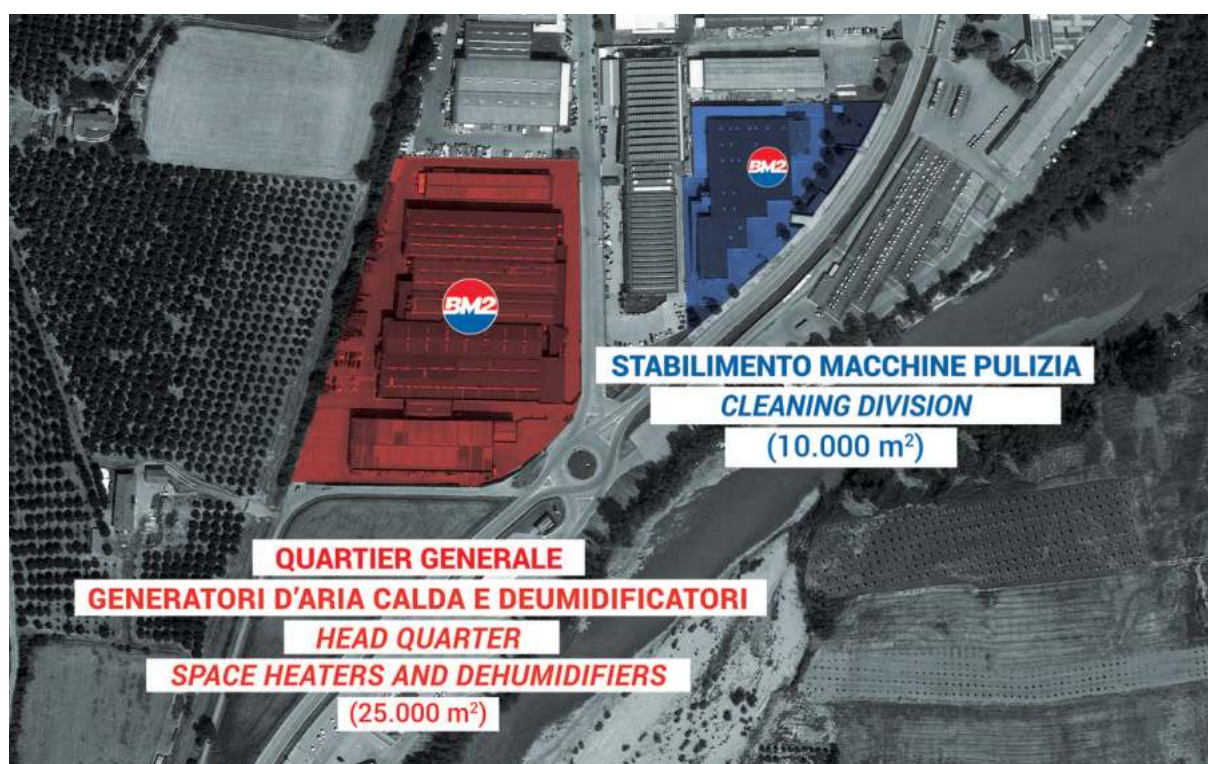 BM2
BM2
STABILIMENTO MACCHINE PULIZIA
CLEANING DIVISION
(10.000 m²)
QUARTIER GENERALE
GENERATORI D'ARIA CALDA E DEUMIDIFICATORI
HEAD QUARTER
SPACE HEATERS AND DEHUMIDIFIERS
(25.000 m²)